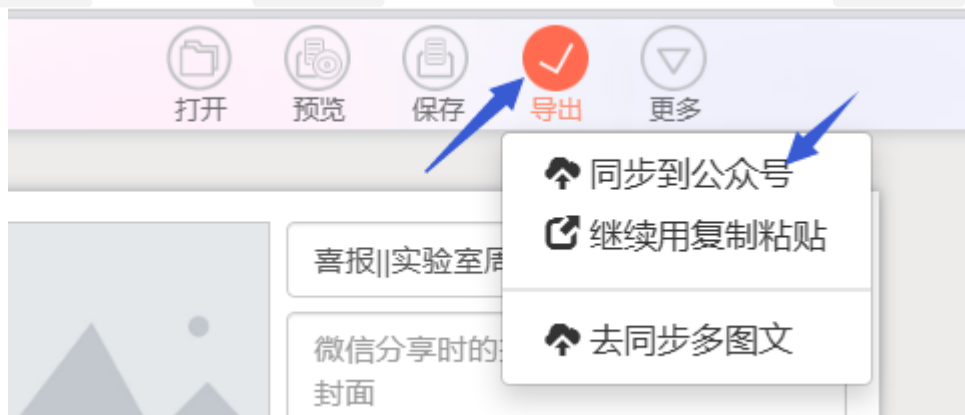 打开 预览 保存 导出 更多
同步到公众号
继续用复制粘贴
喜报||实验室
去同步多图文
微信分享时的
封面